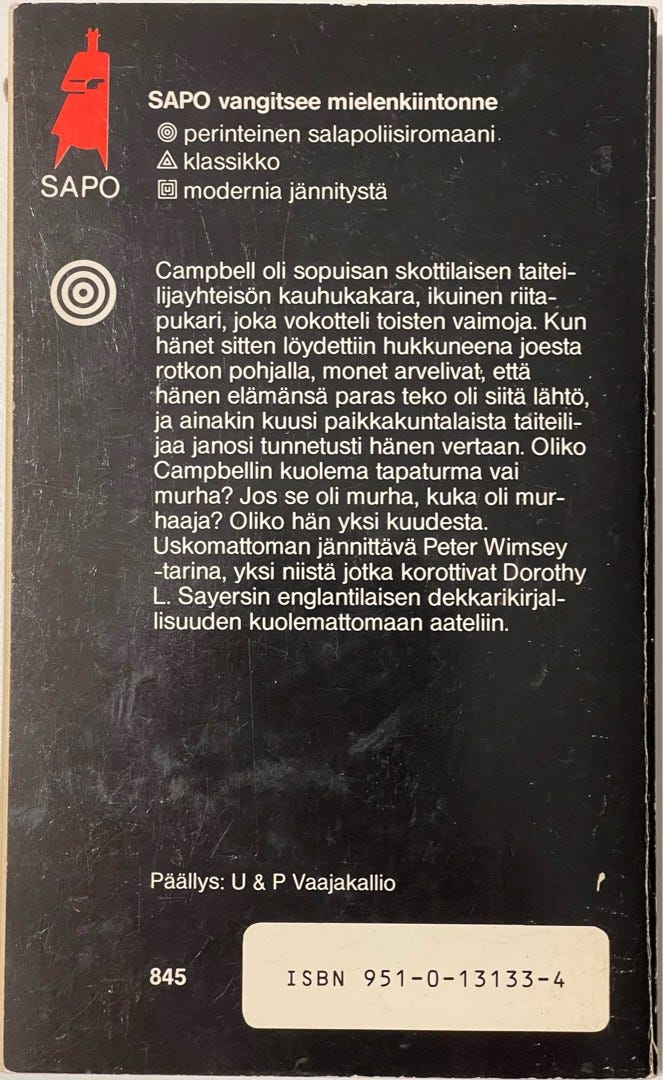 SAPO vangitsee mielenkiintonne
perinteinen salapoliisiromaani
klassikko
modernia jännitystä
SAPO
Campbell oli sopuisan skottilaisen taitei-
lijayhteisön kauhukakara, ikuinen riita-
pukari, joka vokotteli toisten vaimoja. Kun
hänet sitten löydettiin hukkuneena joesta
rotkon pohjalla, monet arvelivat, että
hänen elämänsä paras teko oli siitä lähtö,
ja ainakin kuusi paikkakuntalaista taiteili-
jaa janosi tunnetusti hänen vertaan. Oliko
Campbellin kuolema tapaturma vai
murha? Jos se oli murha, kuka oli mur-
haaja? Oliko hän yksi kuudesta.
Uskomattoman jännittävä Peter Wimsey
-tarina, yksi niistä jotka korottivat Dorothy
L. Sayersin englantilaisen dekkarikirjal-
lisuuden kuolemattomaan aateliin.
Päällys: U & P Vaajakallio
845
ISBN 951-0-13133-4